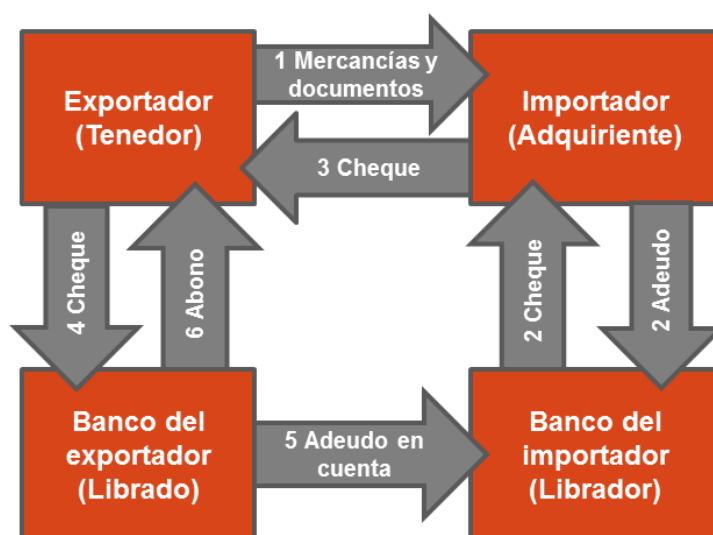 Exportador
(Tenedor)
1 Mercancías y
documentos
Importador
(Adquiriente)
3 Cheque
4 Cheque
6 Abono
2 Cheque
2 Adeudo
Banco del
exportador
(Librado)
5 Adeudo en
cuenta
Banco del
importador
(Librador)